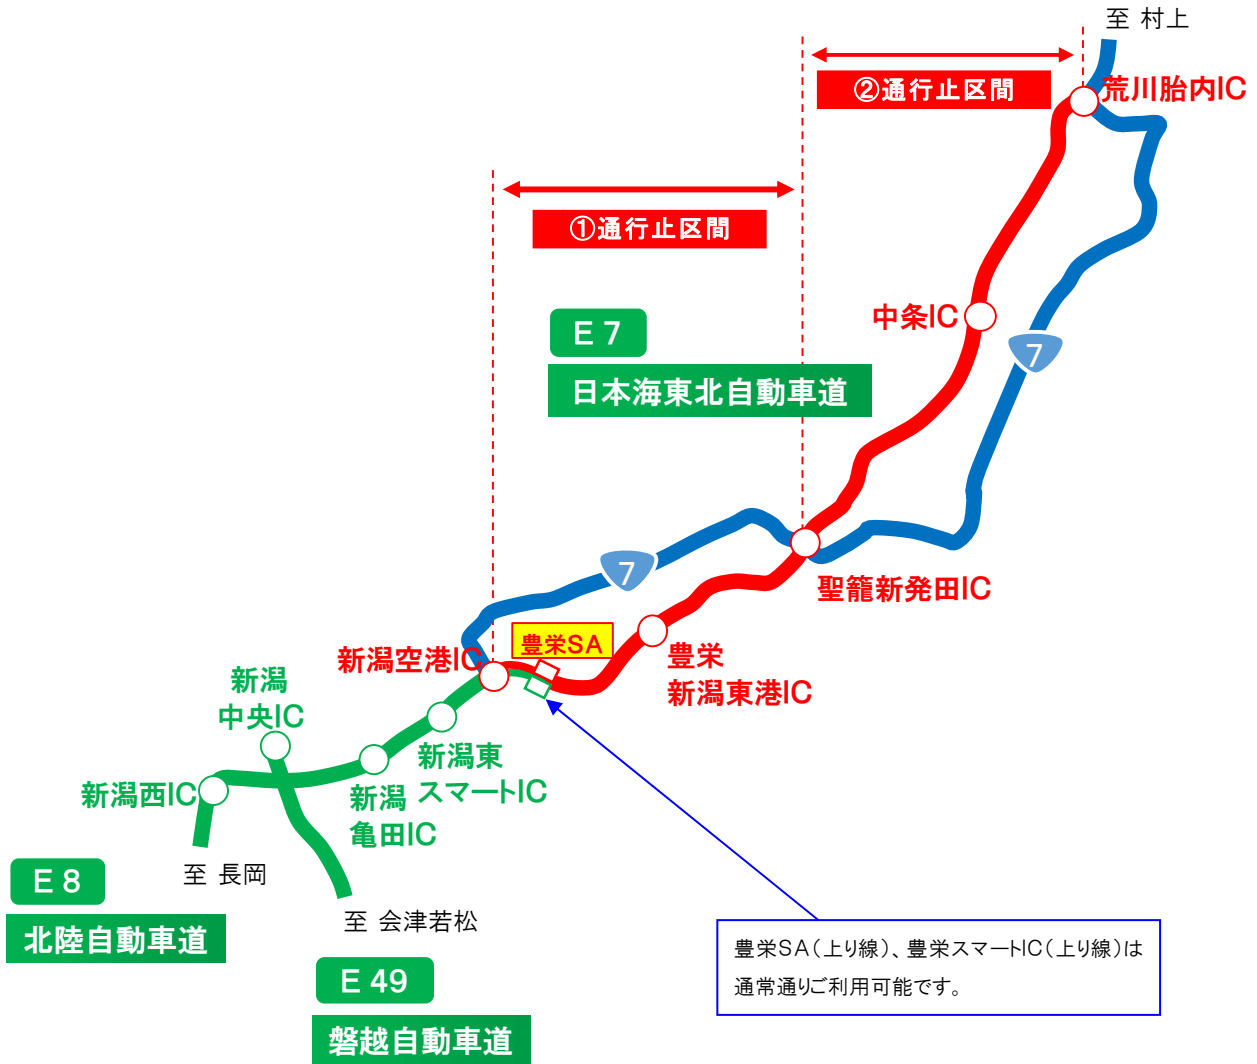 至 村上
②通行止区間
荒川胎内IC
①通行止区間
中条IC
E 7
7
日本海東北自動車道
7
聖籠新発田IC
豊栄SA
新潟空港IC
豊栄
新潟東港IC
新潟
中央IC
新潟東
スマートIC
新潟西IC
新潟
亀田IC
至 長岡
E 8
北陸自動車道
至 会津若松
E 49
磐越自動車道
豊栄SA(上り線)、豊栄スマートIC(上り線)は
通常通りご利用可能です。